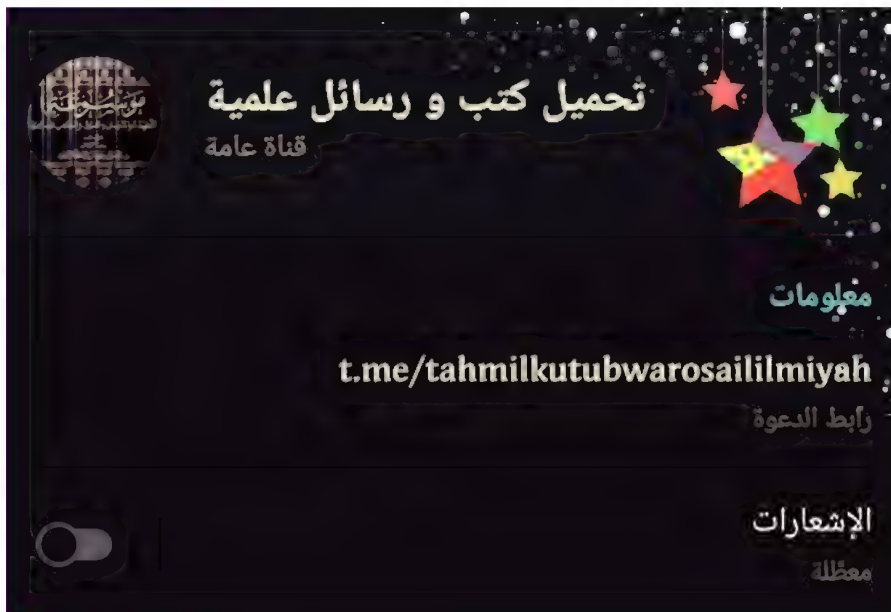 تحميل كتب و رسائل علمية
قناة عامة
معلومات
t.me/tahmilkutubwarosaililmiyah
رابط الدعوة
الإشعارات
معطلة